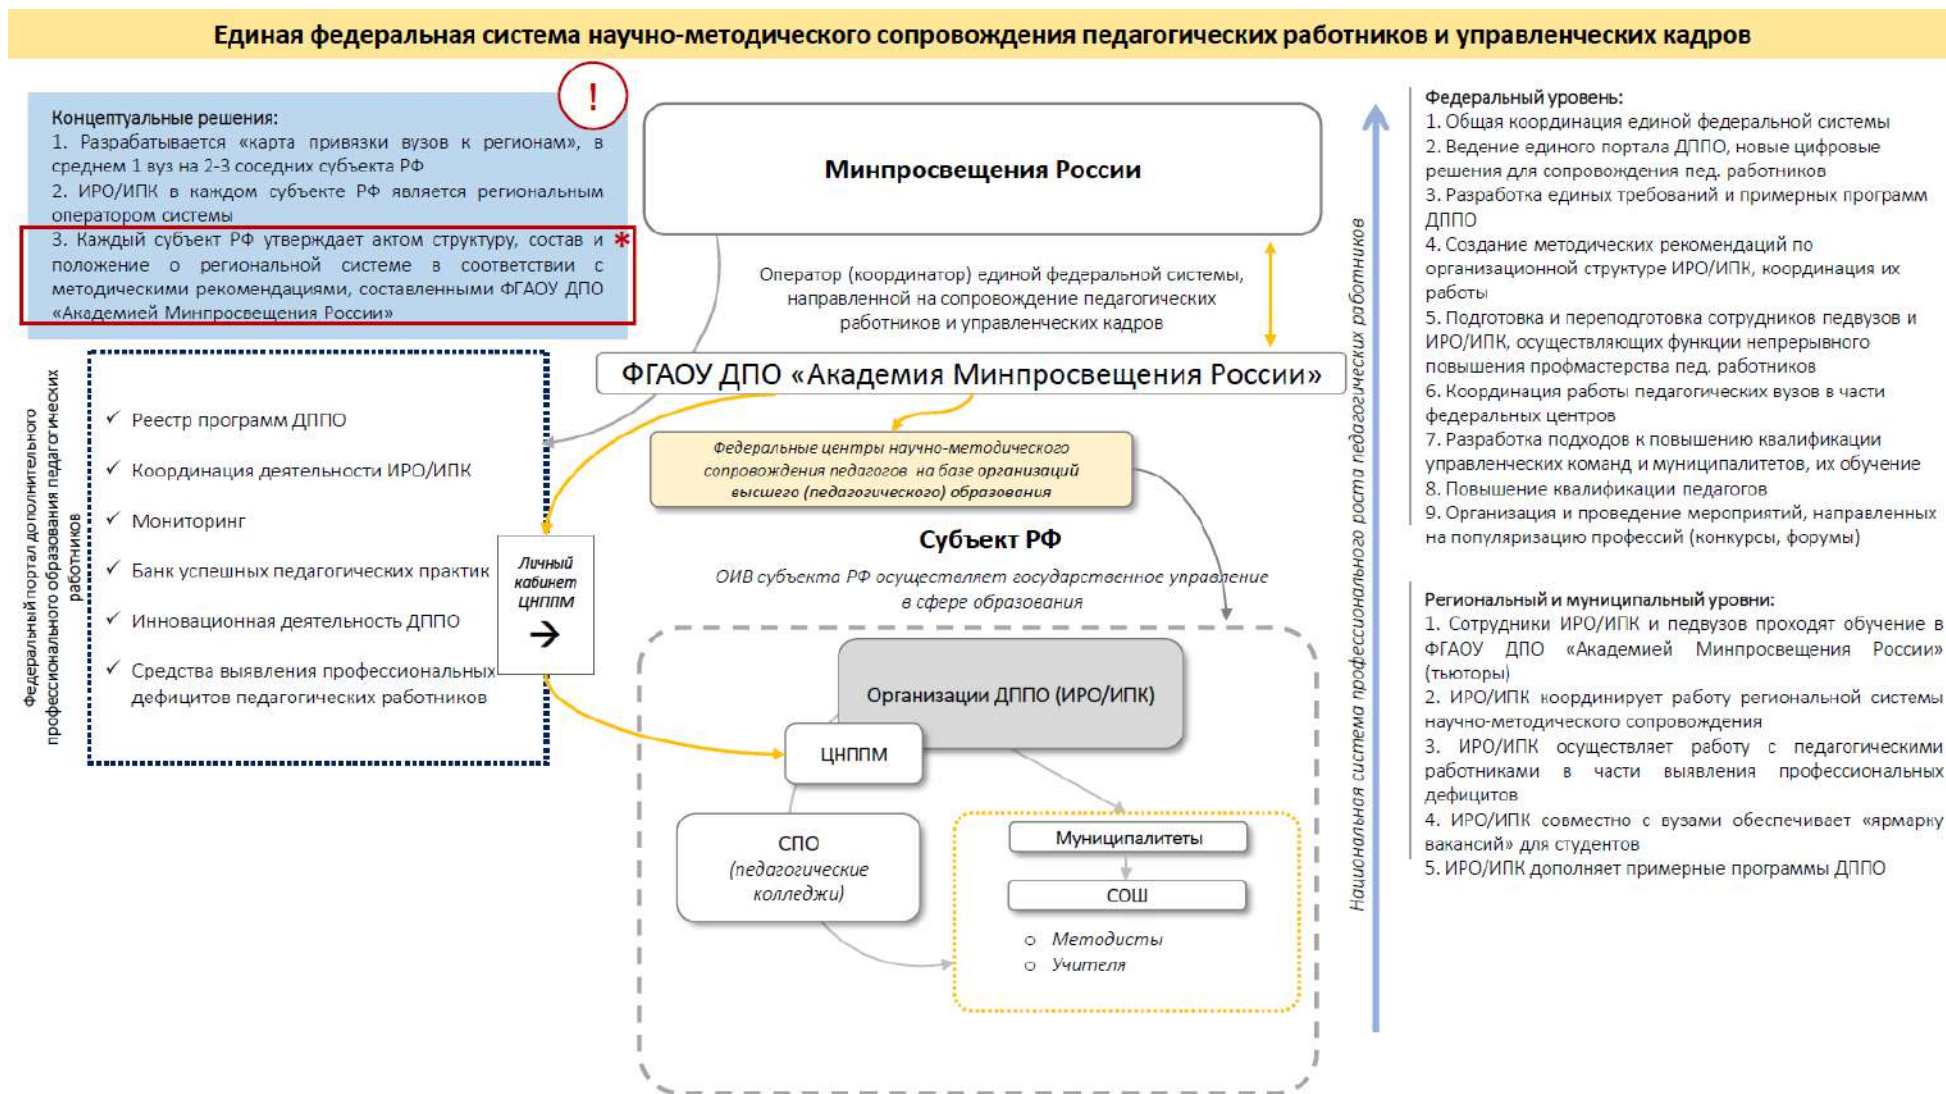 Единая федеральная система научно-методического сопровождения педагогических работников и управленческих кадров
!
Концептуальные решения:
1. Разрабатывается «карта привязки вузов к регионам», в
среднем 1 вуз на 2-3 соседних субъекта РФ
2. ИРО/ИПК в каждом субъекте РФ является региональным
оператором системы
3. Каждый субъект РФ утверждает актом структуру, состав и *
положение о региональной системе в соответствии с
методическими рекомендациями, составленными ФГАОУ ДПО
«Академией Минпросвещения России»
Федеральный портал дополнительного
профессионального образования педагогических
работников
✓ Реестр программ ДППО
✓ Координация деятельности ИРО/ИПК
✓ Мониторинг
✓ Банк успешных педагогических практик
✓ Инновационная деятельность ДППО
✓ Средства выявления профессиональных
дефицитов педагогических работников
Личный
кабинет
ЦНППМ
→
Минпросвещения России
Оператор (координатор) единой федеральной системы,
направленной на сопровождение педагогических
работников и управленческих кадров
ФГАОУ ДПО «Академия Минпросвещения России»
Федеральные центры научно-методического
сопровождения педагогов на базе организаций
высшего (педагогического) образования
Субъект РФ
ОИВ субъекта РФ осуществляет государственное управление
в сфере образования
Организации ДППО (ИРО/ИПК)
ЦНППМ
СПО
(педагогические
колледжи)
Муниципалитеты
СОШ
o Методисты
o Учителя
Национальная система профессионального роста педагогических работников
Федеральный уровень:
1. Общая координация единой федеральной системы
2. Ведение единого портала ДППО, новые цифровые
решения для сопровождения пед. работников
3. Разработка единых требований и примерных программ
ДППО
4. Создание методических рекомендаций по
организационной структуре ИРО/ИПК, координация их
работы
5. Подготовка и переподготовка сотрудников педвузов и
ИРО/ИПК, осуществляющих функции непрерывного
повышения профмастерства пед. работников
6. Координация работы педагогических вузов в части
федеральных центров
7. Разработка подходов к повышению квалификации
управленческих команд и муниципалитетов, их обучение
8. Повышение квалификации педагогов
9. Организация и проведение мероприятий, направленных
на популяризацию профессий (конкурсы, форумы)
Региональный и муниципальный уровни:
1. Сотрудники ИРО/ИПК и педвузов проходят обучение в
ФГАОУ ДПО «Академией Минпросвещения России»
(тьюторы)
2. ИРО/ИПК координирует работу региональной системы
научно-методического сопровождения
3. ИРО/ИПК осуществляет работу с педагогическими
работниками в части выявления профессиональных
дефицитов
4. ИРО/ИПК совместно с вузами обеспечивает «ярмарку
вакансий» для студентов
5. ИРО/ИПК дополняет примерные программы ДППО